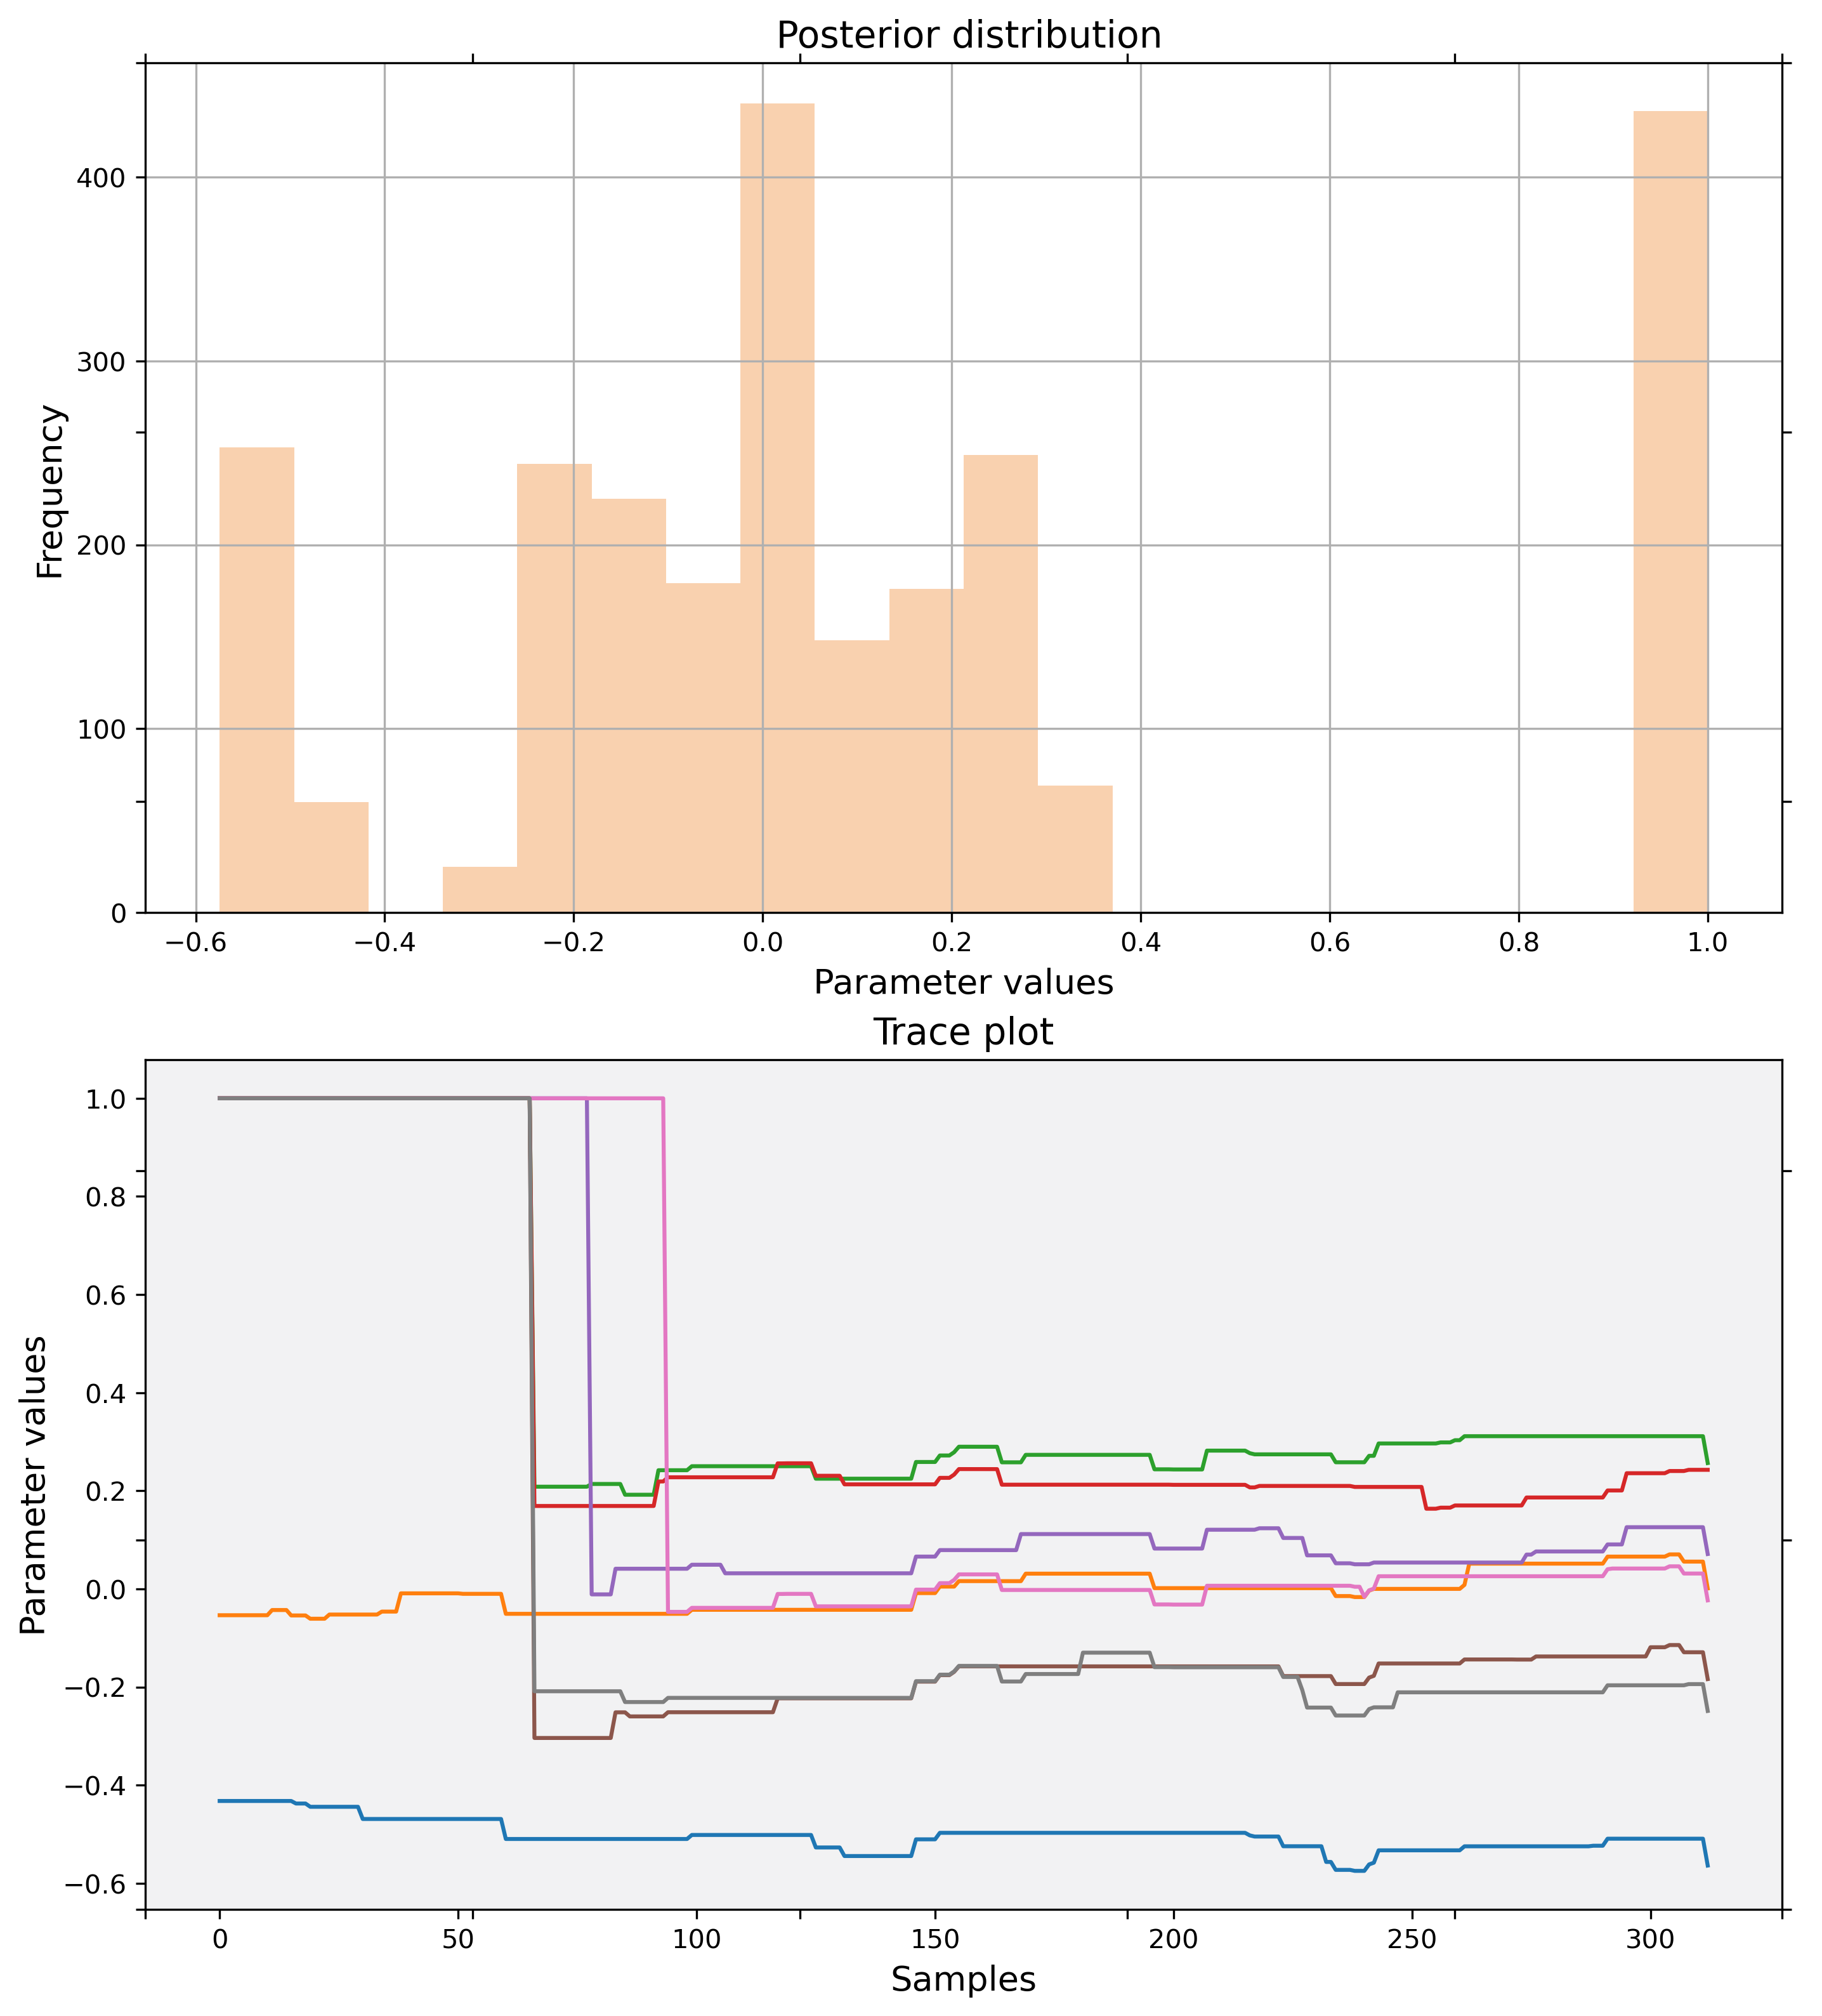 Posterior distribution
Frequency
400
300
200
100
0
−0.6 −0.4 −0.2 0.0 0.2 0.4 0.6 0.8 1.0
Parameter values
Trace plot
Parameter values
1.0
0.8
0.6
0.4
0.2
0.0
−0.2
−0.4
−0.6
0 50 100 150 200 250 300
Samples